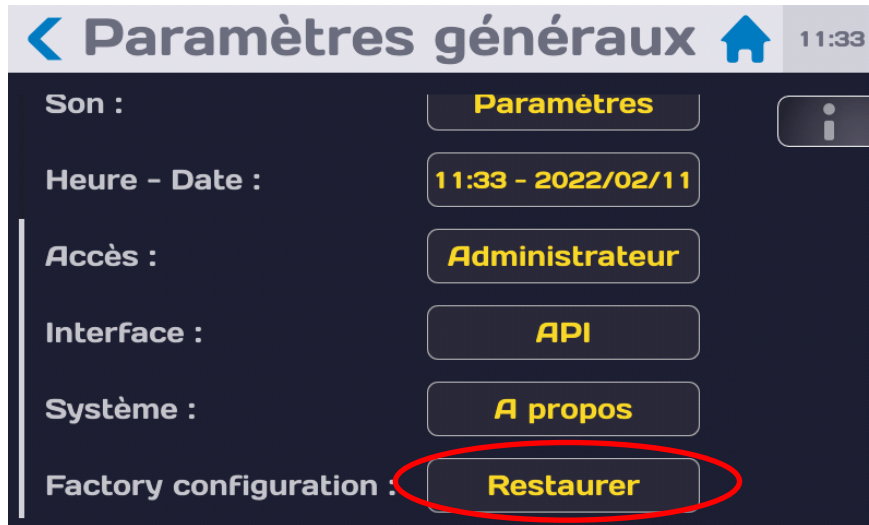 Paramètres généraux 11:33
Son : Paramètres
Heure - Date : 11:33 - 2022/02/11
Accès : Administrateur
Interface : API
Système : A propos
Factory configuration : Restaurer